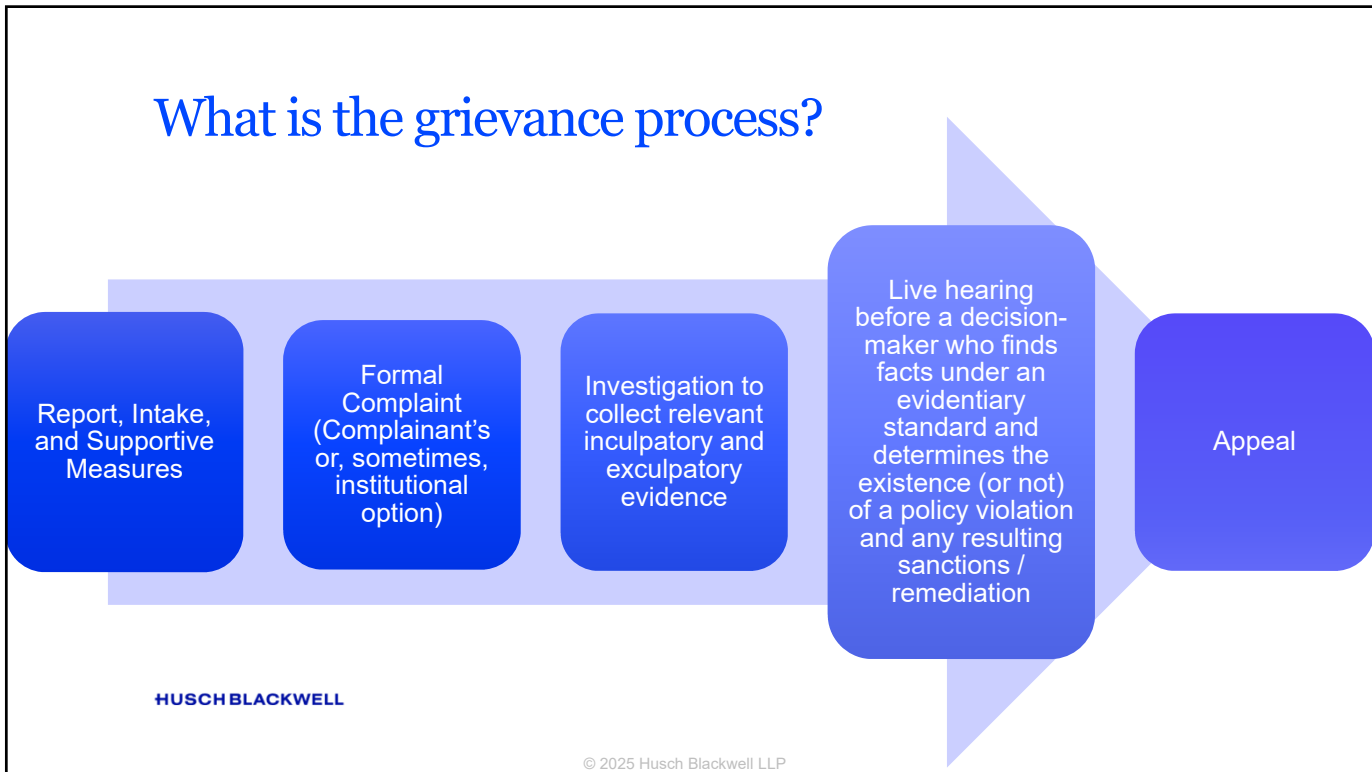 What is the grievance process?
Report, Intake,
and Supportive
Measures
Formal
Complaint
(Complainant’s
or, sometimes,
institutional
option)
Investigation to
collect relevant
inculpatory and
exculpatory
evidence
Live hearing
before a decision-
maker who finds
facts under an
evidentiary
standard and
determines the
existence (or not)
of a policy violation
and any resulting
sanctions /
remediation
Appeal
HUSCH BLACKWELL
© 2025 Husch Blackwell LLP